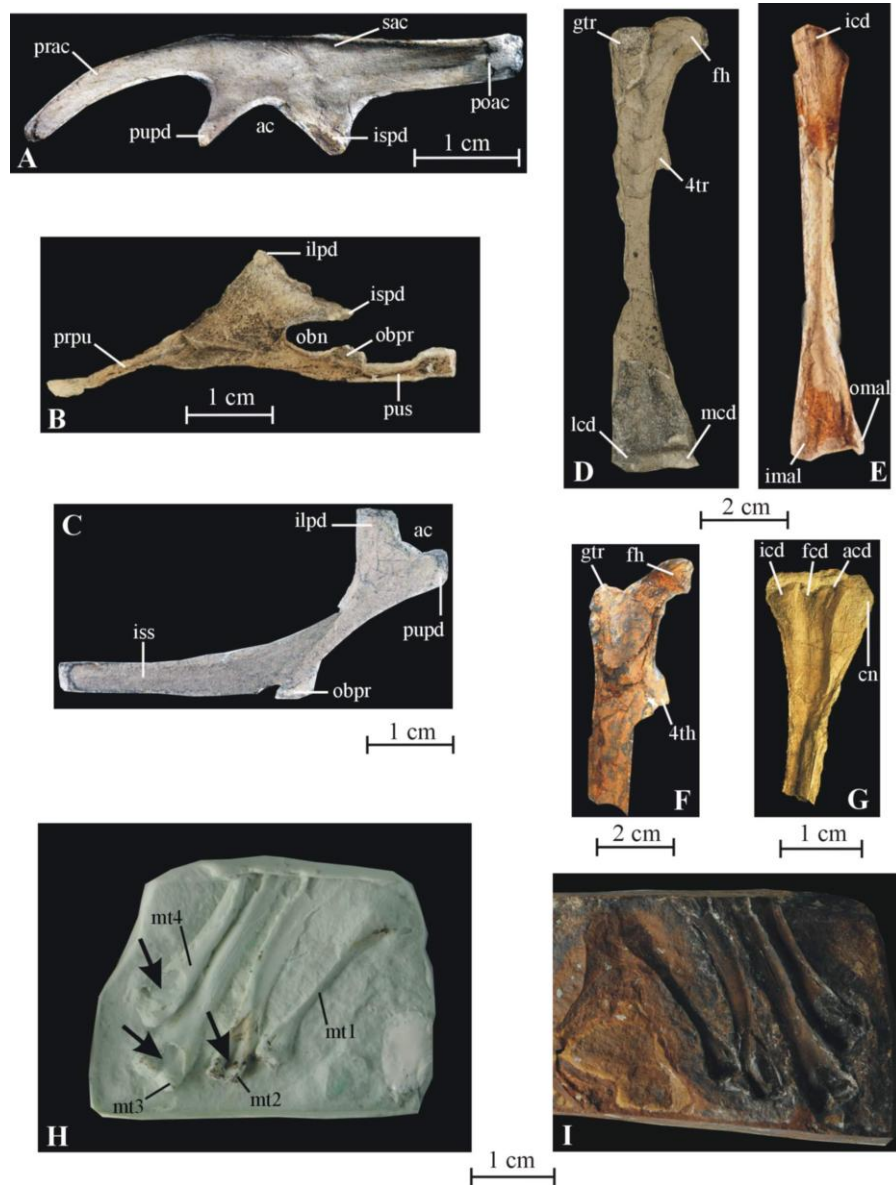 sac
prac
poac
pupd
ac
ispd
A
1 cm
ilpd
ispd
obn
obpr
prpu
pus
1 cm
B
C
ilpd
ac
pupd
iss
obpr
1 cm
gtr
fh
4tr
lcd
mcd
D
icd
omal
imal
E
2 cm
gtr
fh
4th
F
2 cm
icd
fcd
acd
cn
G
1 cm
mt4
mt1
mt3
mt2
H
1 cm
I